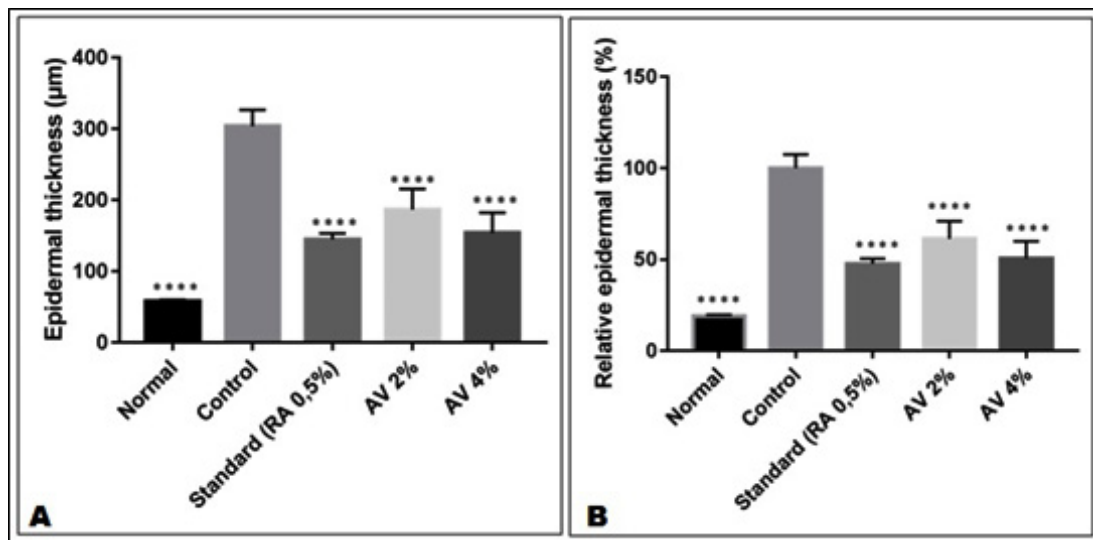 Epidermal thickness (µm)
400
300
200
100
0
****
****
****
****
Normal
Control
Standard (RA 0,5%)
AV 2%
AV 4%
A
Relative epidermal thickness (%)
150
100
50
0
****
****
****
****
Normal
Control
Standard (RA 0,5%)
AV 2%
AV 4%
B